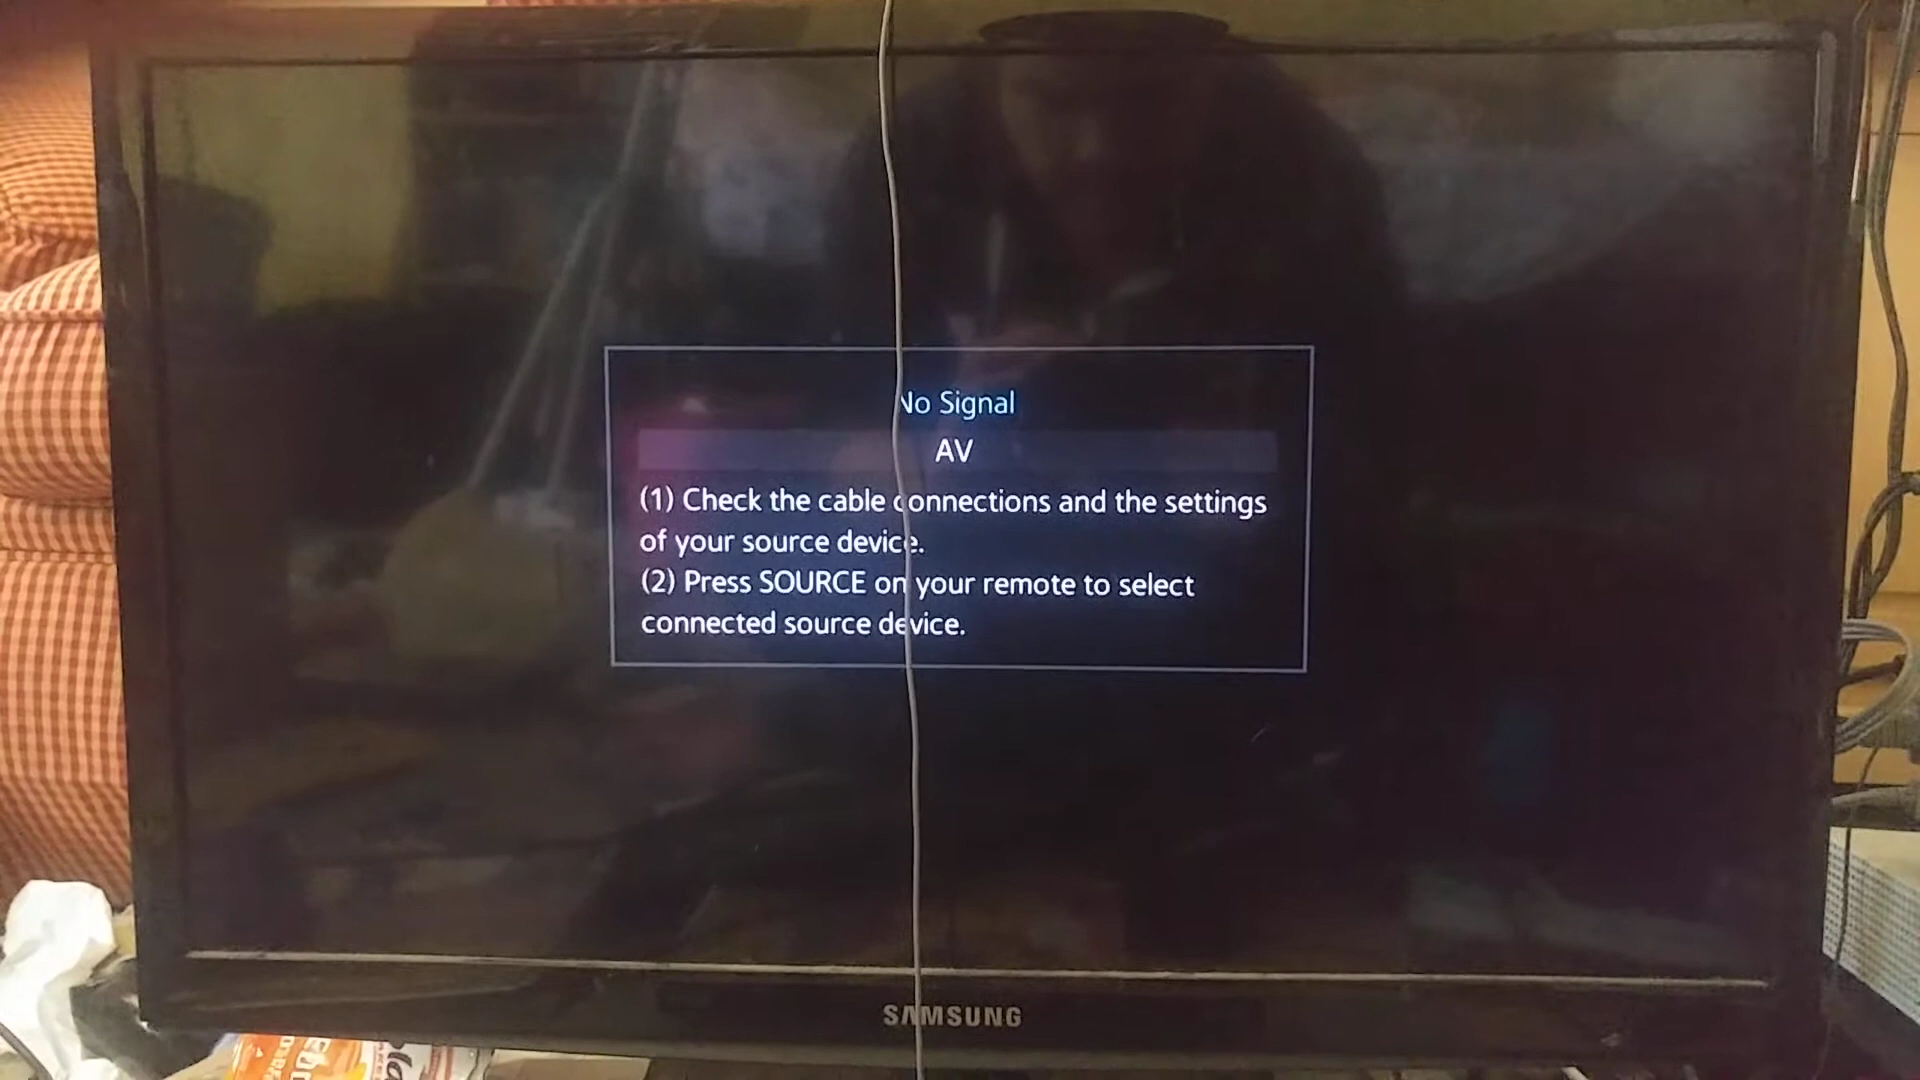 No Signal
AV
(1) Check the cable connections and the settings
of your source device.
(2) Press SOURCE on your remote to select
connected source device.
SAMSUNG